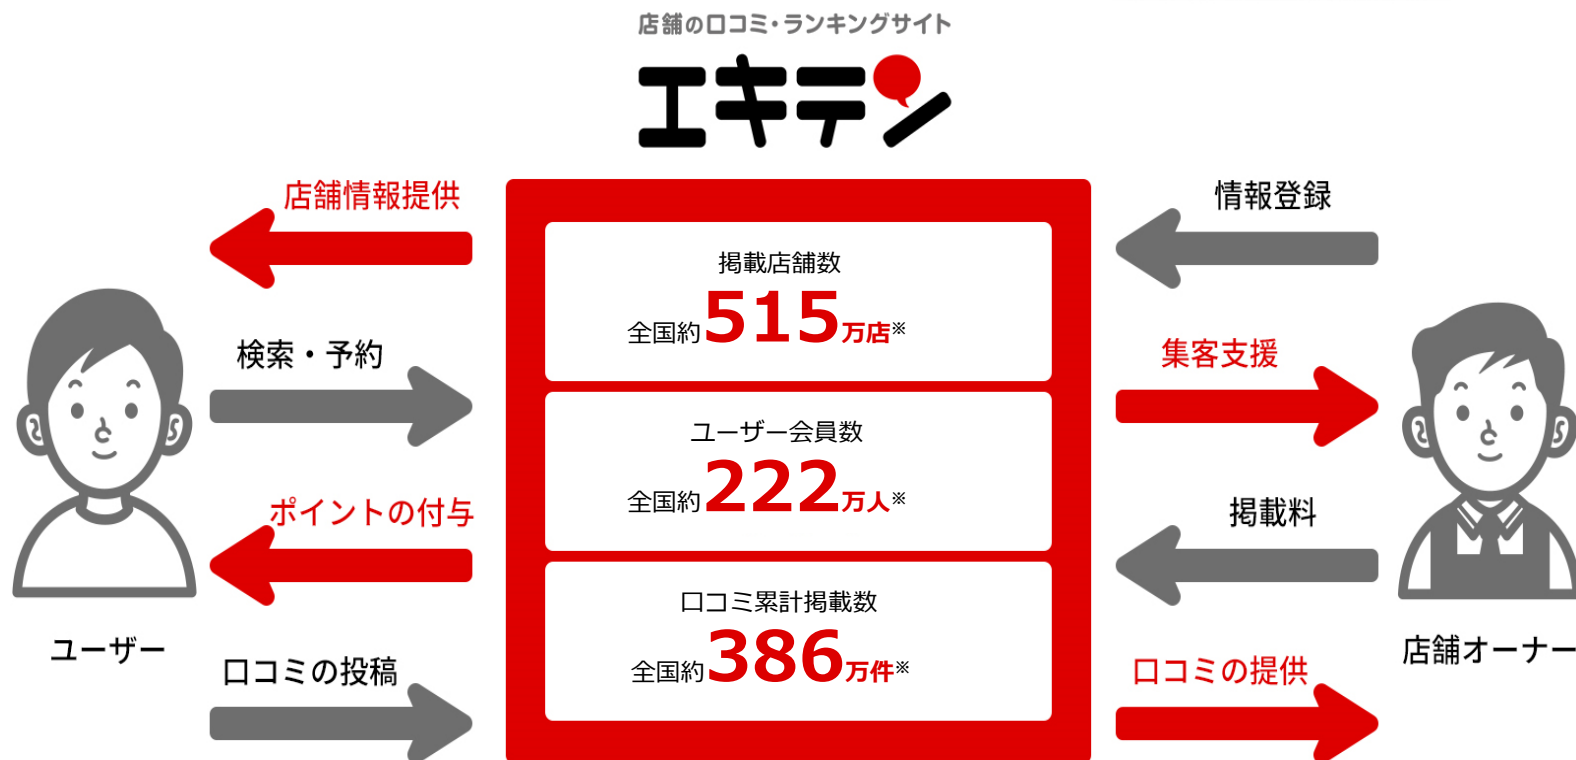 店舗の口コミ・ランキングサイト
エキテン
店舗情報提供
検索・予約
ポイントの付与
口コミの投稿
ユーザー
掲載店舗数
全国約515万店※
ユーザー会員数
全国約222万人※
口コミ累計掲載数
全国約386万件※
情報登録
集客支援
掲載料
口コミの提供
店舗オーナー